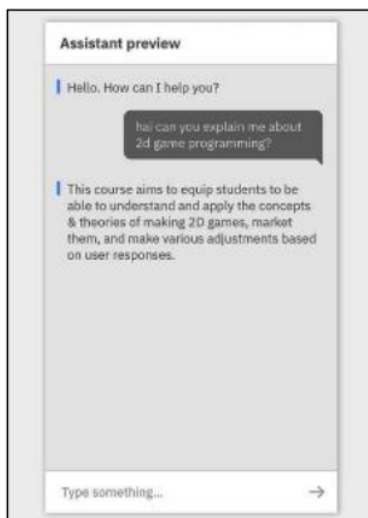 Assistant preview
Hello. How can I help you?
hai can you explain me about
2d game programming?
This course aims to equip students to be
able to understand and apply the concepts
& theories of making 2D games, market
them, and make various adjustments based
on user responses.
Type something...